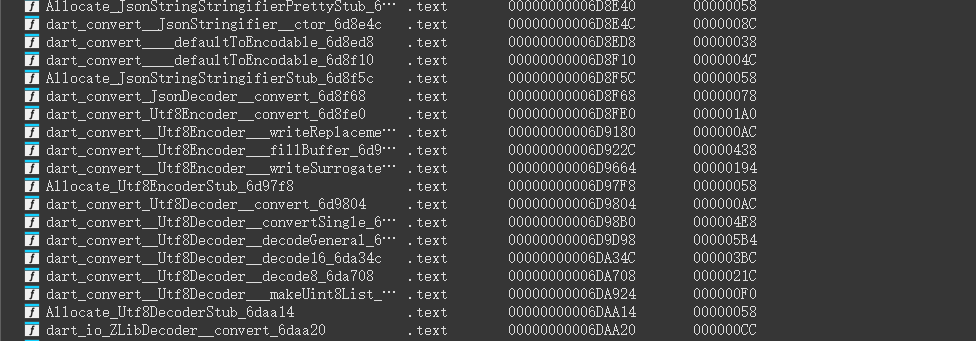 Allocate_JsonStringStringifierPrettyStub_6… .text 00000000006D8E40 00000058
dart_convert__JsonStringifier__ctor_6d8e4c .text 00000000006D8E4C 0000008C
dart_convert____defaultToEncodable_6d8ed8 .text 00000000006D8ED8 00000038
dart_convert____defaultToEncodable_6d8f10 .text 00000000006D8F10 0000004C
Allocate_JsonStringStringifierStub_6d8f5c .text 00000000006D8F5C 00000058
dart_convert_JsonDecoder__convert_6d8f68 .text 00000000006D8F68 00000078
dart_convert_Utf8Encoder__convert_6d8fe0 .text 00000000006D8FE0 000001A0
dart_convert__Utf8Encoder___writeReplaceme… .text 00000000006D9180 000000AC
dart_convert__Utf8Encoder___fillBuffer_6d9… .text 00000000006D922C 00000438
dart_convert__Utf8Encoder___writeSurrogate… .text 00000000006D9664 00000194
Allocate_Utf8EncoderStub_6d97f8 .text 00000000006D97F8 00000058
dart_convert_Utf8Decoder__convert_6d9804 .text 00000000006D9804 000000AC
dart_convert__Utf8Decoder__convertSingle_6… .text 00000000006D98B0 000004E8
dart_convert__Utf8Decoder__decodeGeneral_6… .text 00000000006D9D98 000005B4
dart_convert__Utf8Decoder__decode16_6da34c .text 00000000006DA34C 000003BC
dart_convert__Utf8Decoder__decode8_6da708 .text 00000000006DA708 0000021C
dart_convert__Utf8Decoder___makeUint8List_… .text 00000000006DA924 000000F0
Allocate_Utf8DecoderStub_6daa14 .text 00000000006DAA14 00000058
dart_io_ZLibDecoder__convert_6daa20 .text 00000000006DAA20 000000CC